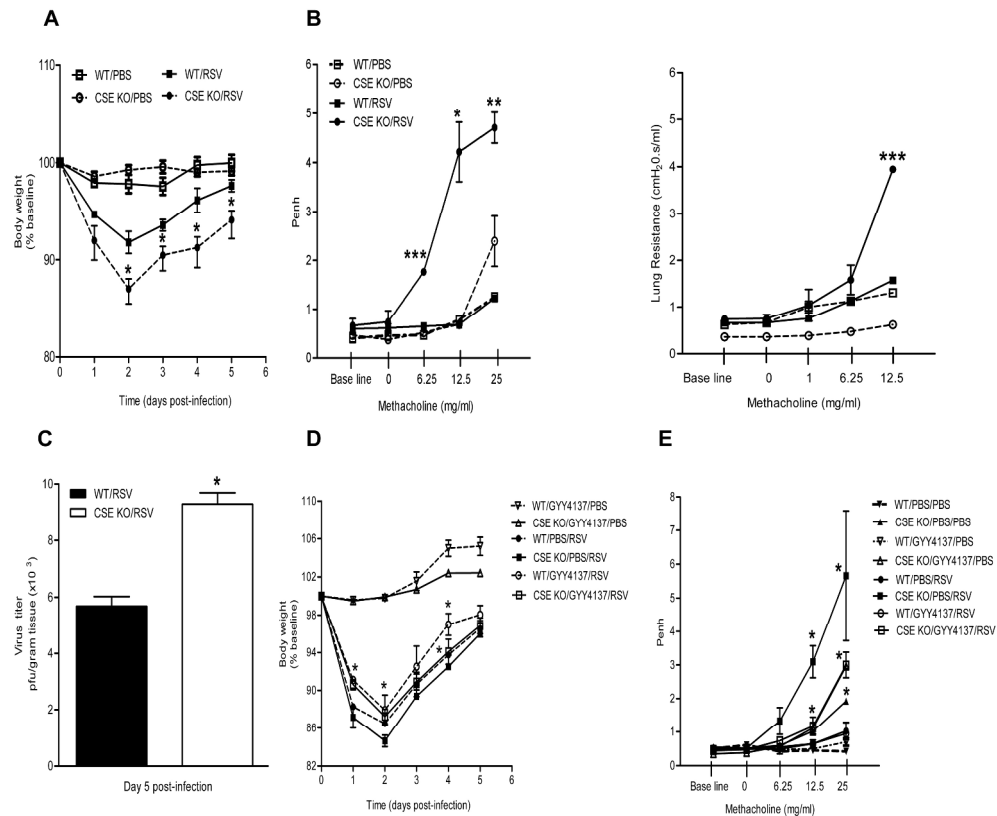 A
110
100
90
80
Body weight
(% baseline)
WT/PBS
CSE KO/PBS
WT/RSV
CSE KO/RSV
*
*
*
*
0 1 2 3 4 5 6
Time (days post-infection)
B
6
5
4
3
2
1
0
Penh
WT/PBS
CSE KO/PBS
WT/RSV
CSE KO/RSV
***
*
**
Base line 0 6.25 12.5 25
Methacholine (mg/ml)
6
5
4
3
2
1
0
Lung Resistance (cmH20.s/ml)
***
Base line 0 1 6.25 12.5
Methacholine (mg/ml)
C
10
8
6
4
2
0
Virus titer
pfu/gram tissue (x10⁻³)
WT/RSV
CSE KO/RSV
*
Day 5 post-infection
D
110
106
102
98
94
90
86
82
Body weight
(% baseline)
*
*
*
*
0 1 2 3 4 5 6
Time (days post-infection)
WT/GYY4137/PBS
CSE KO/GYY4137/PBS
WT/PBS/RSV
CSE KO/PBS/RSV
WT/GYY4137/RSV
CSE KO/GYY4137/RSV
E
8
7
6
5
4
3
2
1
0
Penh
*
*
*
*
*
Base line 0 6.25 12.5 25
Methacholine (mg/ml)
WT/PBS/PBS
CSE KO/PBS/PBS
WT/GYY4137/PBS
CSE KO/GYY4137/PBS
WT/PBS/RSV
CSE KO/PBS/RSV
WT/GYY4137/RSV
CSE KO/GYY4137/RSV